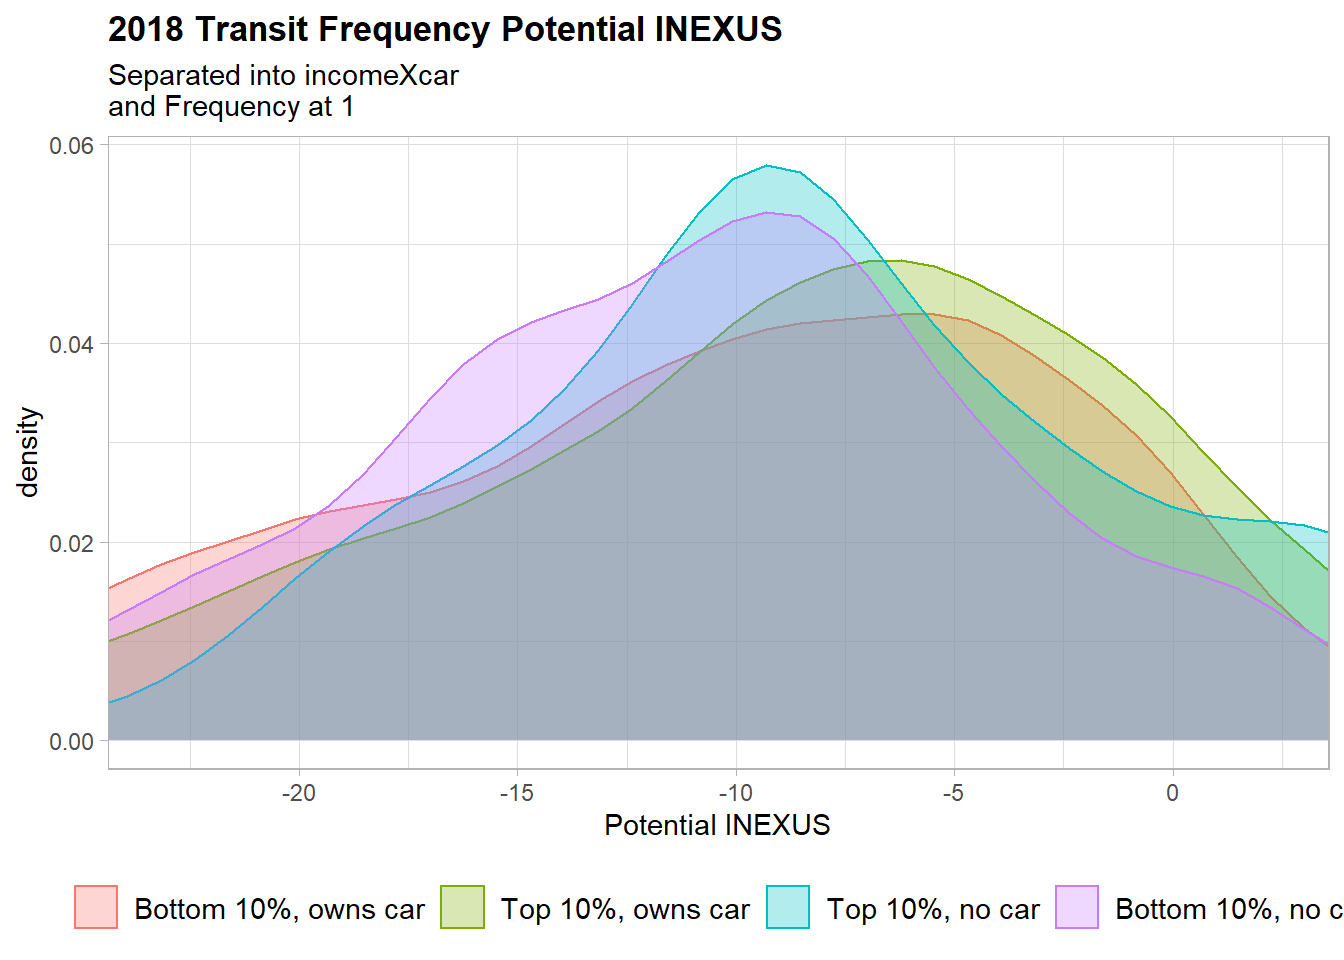 2018 Transit Frequency Potential INEXUS
Separated into incomeXcar
and Frequency at 1
0.06
0.04
0.02
0.00
density
-20 -15 -10 -5 0
Potential INEXUS
Bottom 10%, owns car Top 10%, owns car Top 10%, no car Bottom 10%, no c